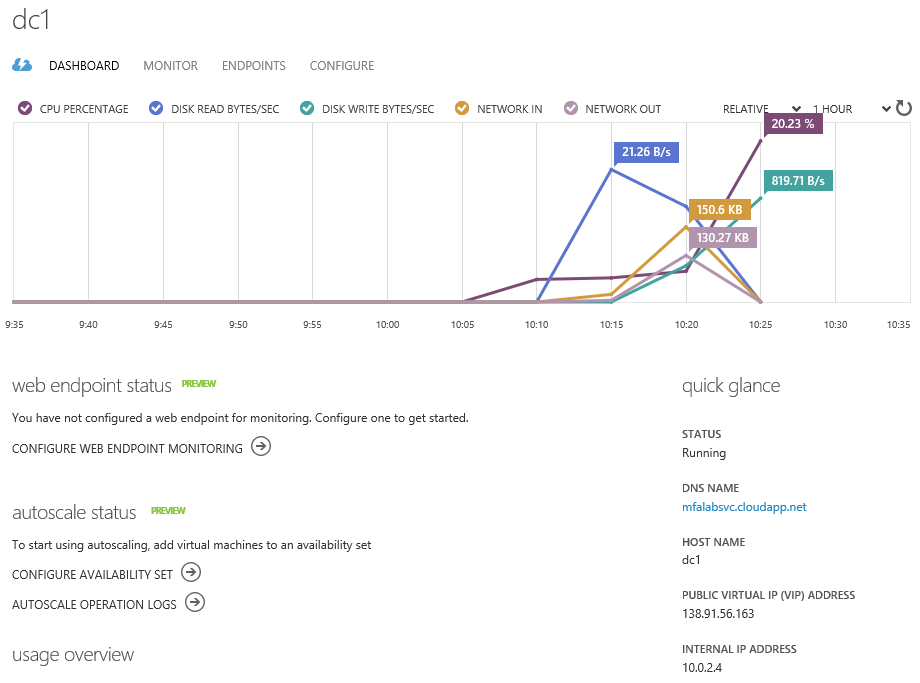 dc1
DASHBOARD MONITOR ENDPOINTS CONFIGURE
CPU PERCENTAGE DISK READ BYTES/SEC DISK WRITE BYTES/SEC NETWORK IN NETWORK OUT RELATIVE 1 HOUR
20.23 %
21.26 B/s
819.71 B/s
150.6 KB
130.27 KB
9:35 9:40 9:45 9:50 9:55 10:00 10:05 10:10 10:15 10:20 10:25 10:30 10:35
web endpoint status PREVIEW
You have not configured a web endpoint for monitoring. Configure one to get started.
CONFIGURE WEB ENDPOINT MONITORING
autoscale status PREVIEW
To start using autoscaling, add virtual machines to an availability set
CONFIGURE AVAILABILITY SET
AUTOSCALE OPERATION LOGS
usage overview
quick glance
STATUS
Running
DNS NAME
mfalabsvc.cloudapp.net
HOST NAME
dc1
PUBLIC VIRTUAL IP (VIP) ADDRESS
138.91.56.163
INTERNAL IP ADDRESS
10.0.2.4